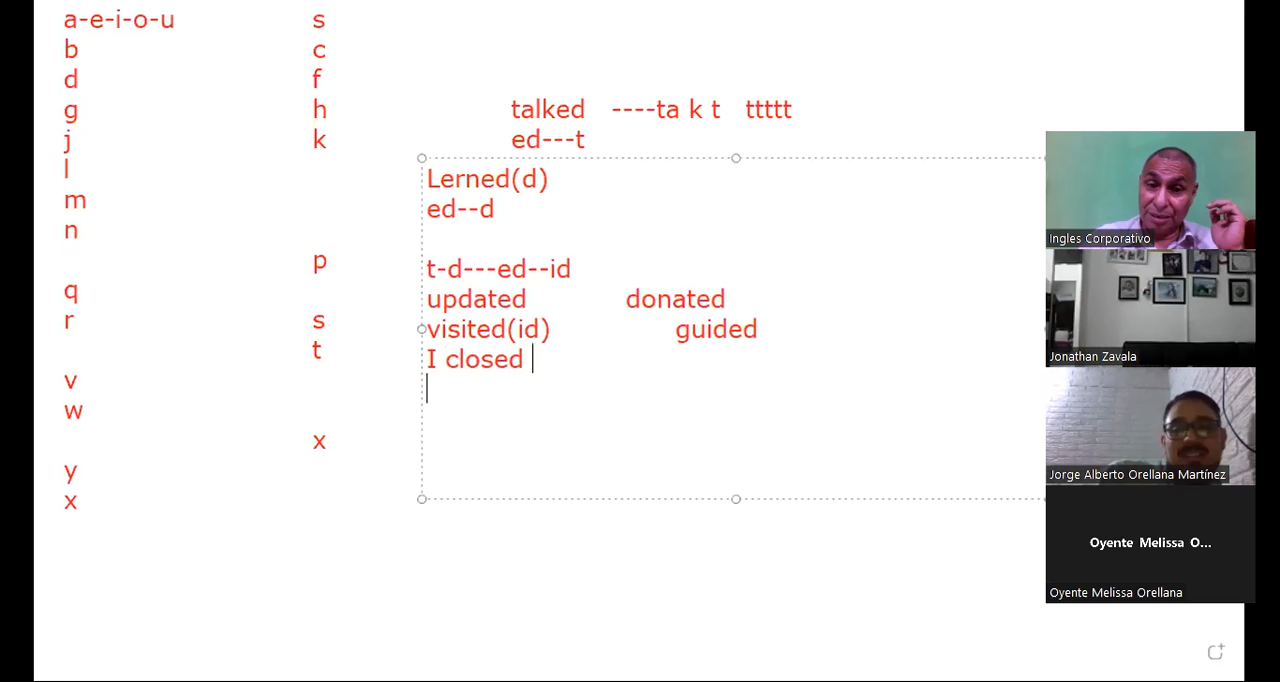 a-e-i-o-u s
b c
d f
g h talked ----ta k t ttttt
j k ed---t
l Lerned(d)
m ed--d
n
p t-d---ed--id
q updated donated
r s visited(id) guided
t I closed
v
w
x
y
x
Ingles Corporativo
Jonathan Zavala
Jorge Alberto Orellana Martínez
Oyente Melissa O...
Oyente Melissa Orellana